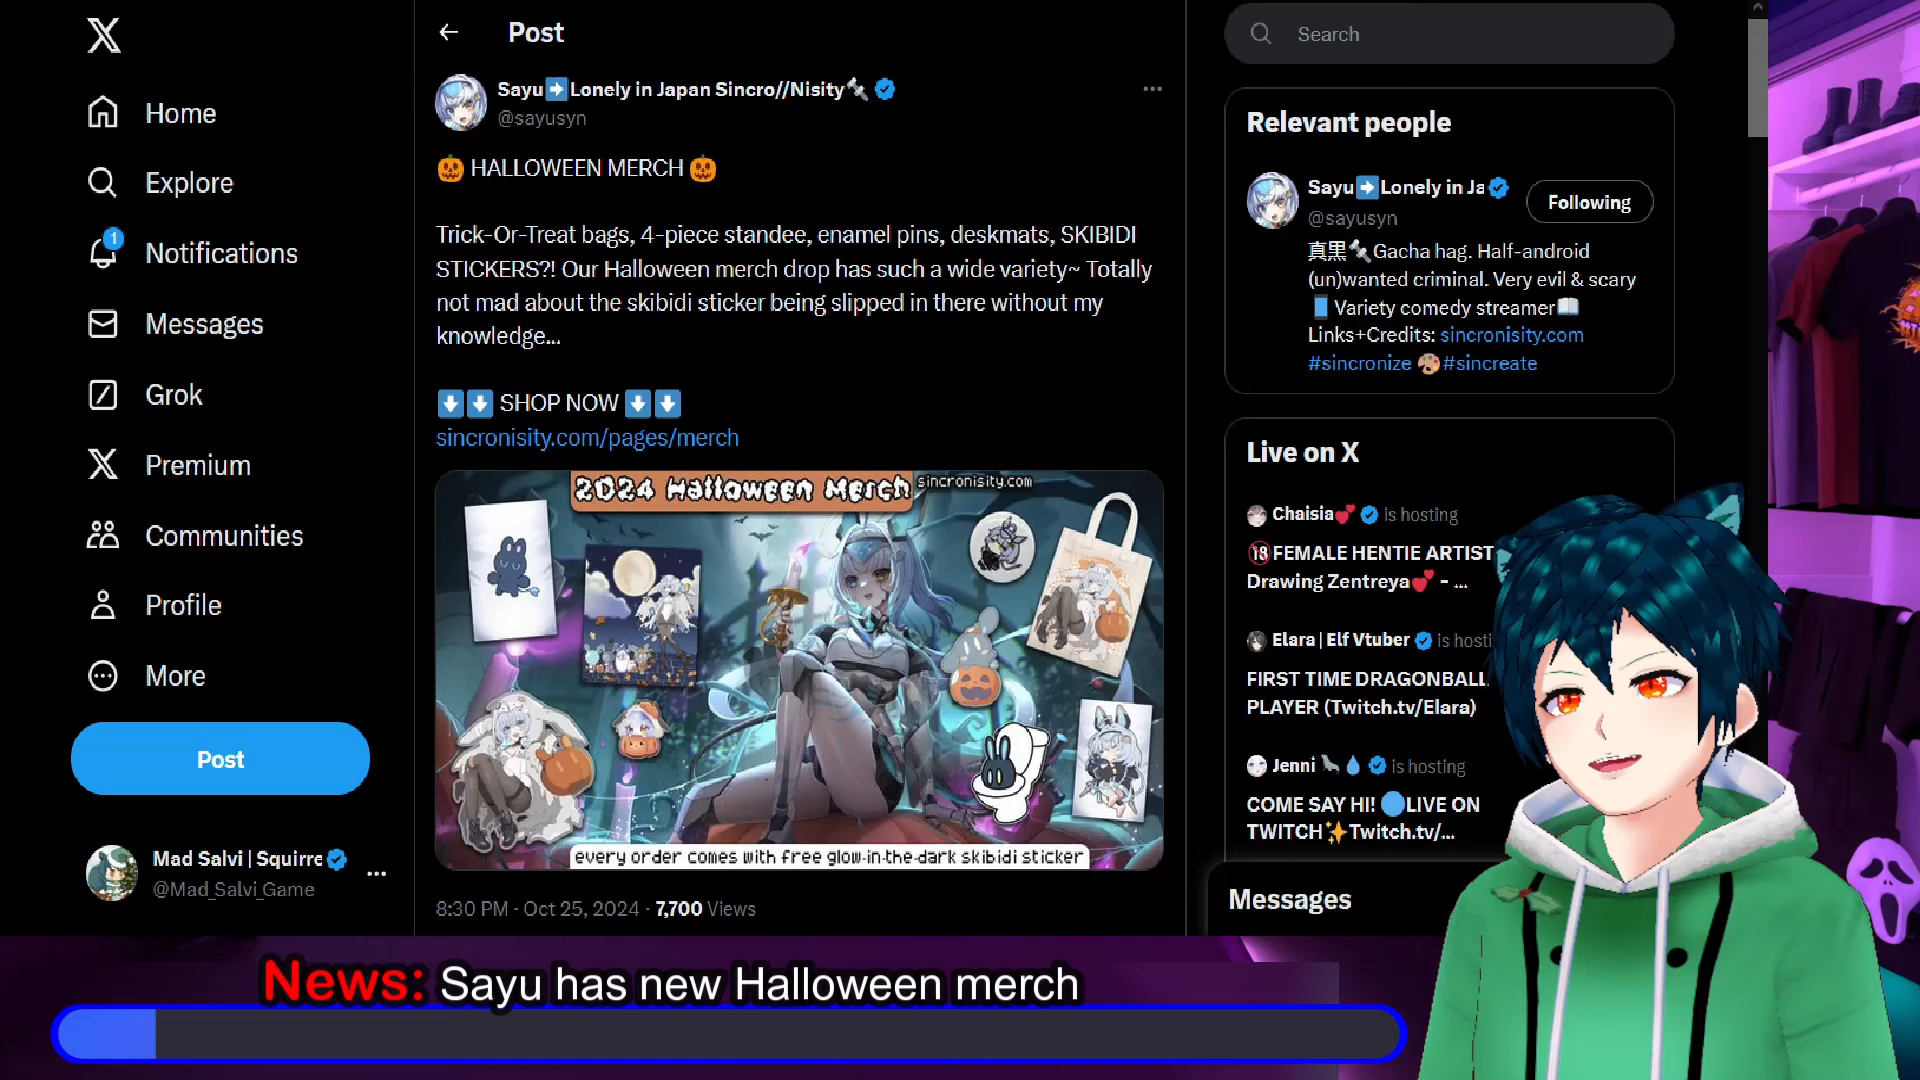 Home
Explore
1
Notifications
Messages
Grok
Premium
Communities
Profile
More
Post
Mad Salvi | Squirre
@Mad_Salvi_Game
Post
Sayu➡️Lonely in Japan Sincro//Nisity
@sayusyn
🎃 HALLOWEEN MERCH 🎃
Trick-Or-Treat bags, 4-piece standee, enamel pins, deskmats, SKIBIDI
STICKERS?! Our Halloween merch drop has such a wide variety~ Totally
not mad about the skibidi sticker being slipped in there without my
knowledge...
⬇️⬇️ SHOP NOW ⬇️⬇️
sincronisity.com/pages/merch
2024 Halloween Merch
sincronisity.com
every order comes with free glow-in-the-dark skibidi sticker
8:30 PM · Oct 25, 2024 · 7,700 Views
Search
Relevant people
Sayu➡️Lonely in Ja
@sayusyn
Following
真黒🔩Gacha hag. Half-android
(un)wanted criminal. Very evil & scary
Variety comedy streamer📖
Links+Credits: sincronisity.com
#sincronize 🎨#sincreate
Live on X
Chaisia💕 is hosting
🔞FEMALE HENTIE ARTIST
Drawing Zentreya💕 - ...
Elara | Elf Vtuber is hosti
FIRST TIME DRAGONBALL
PLAYER (Twitch.tv/Elara)
Jenni 🦭💧 is hosting
COME SAY HI! 🔵LIVE ON
TWITCH✨Twitch.tv/...
Messages
News: Sayu has new Halloween merch